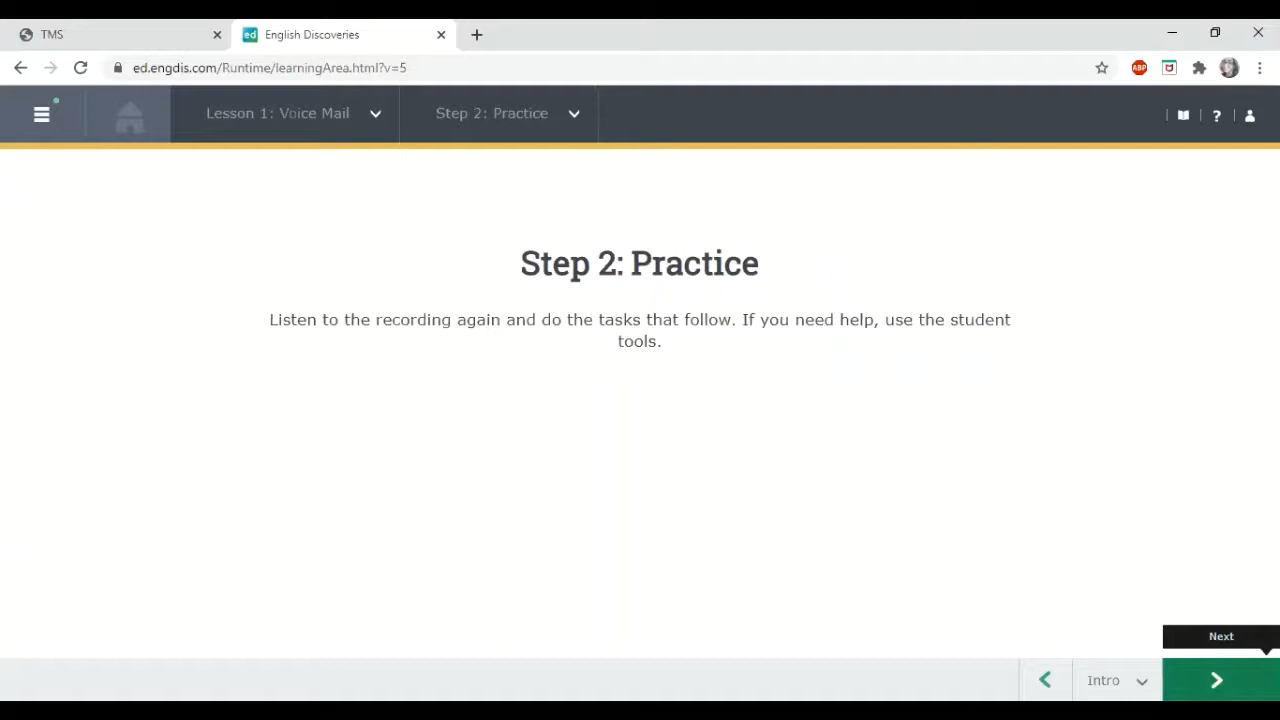 TMS
English Discoveries
ed.engdis.com/Runtime/learningArea.html?v=5
ABP
Lesson 1: Voice Mail
Step 2: Practice
?
Step 2: Practice
Listen to the recording again and do the tasks that follow. If you need help, use the student
tools.
Next
Intro